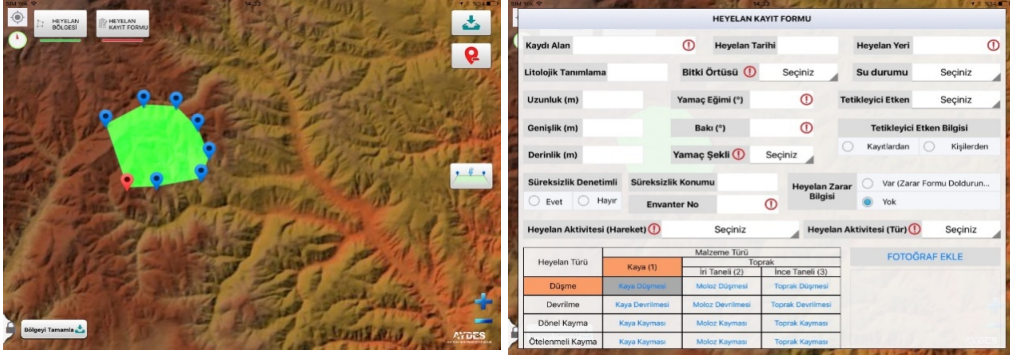 HEYELAN
BÖLGESİ
HEYELAN
KAYIT FORMU
Bölgeyi Tamamla
AYDES
HEYELAN KAYIT FORMU
Kaydı Alan
Heyelan Tarihi
Heyelan Yeri
Litolojik Tanımlama
Bitki Örtüsü
Seçiniz
Su durumu
Seçiniz
Uzunluk (m)
Yamaç Eğimi (°)
Tetikleyici Etken
Seçiniz
Genişlik (m)
Bakı (°)
Tetikleyici Etken Bilgisi
Kayıtlardan
Kişilerden
Derinlik (m)
Yamaç Şekli
Seçiniz
Süreksizlik Denetimli
Süreksizlik Konumu
Heyelan Zarar
Bilgisi
Var (Zarar Formu Doldurun...
Evet
Hayır
Envanter No
Yok
Heyelan Aktivitesi (Hareket)
Seçiniz
Heyelan Aktivitesi (Tür)
Seçiniz
Heyelan Türü
Malzeme Türü
Kaya (1)
Toprak
İri Taneli (2)
İnce Taneli (3)
FOTOĞRAF EKLE
Düşme
Kaya Düşmesi
Moloz Düşmesi
Toprak Düşmesi
Devrilme
Kaya Devrilmesi
Moloz Devrilmesi
Toprak Devrilmesi
Dönel Kayma
Kaya Kayması
Moloz Kayması
Toprak Kayması
Ötelenmeli Kayma
Kaya Kayması
Moloz Kayması
Toprak Kayması